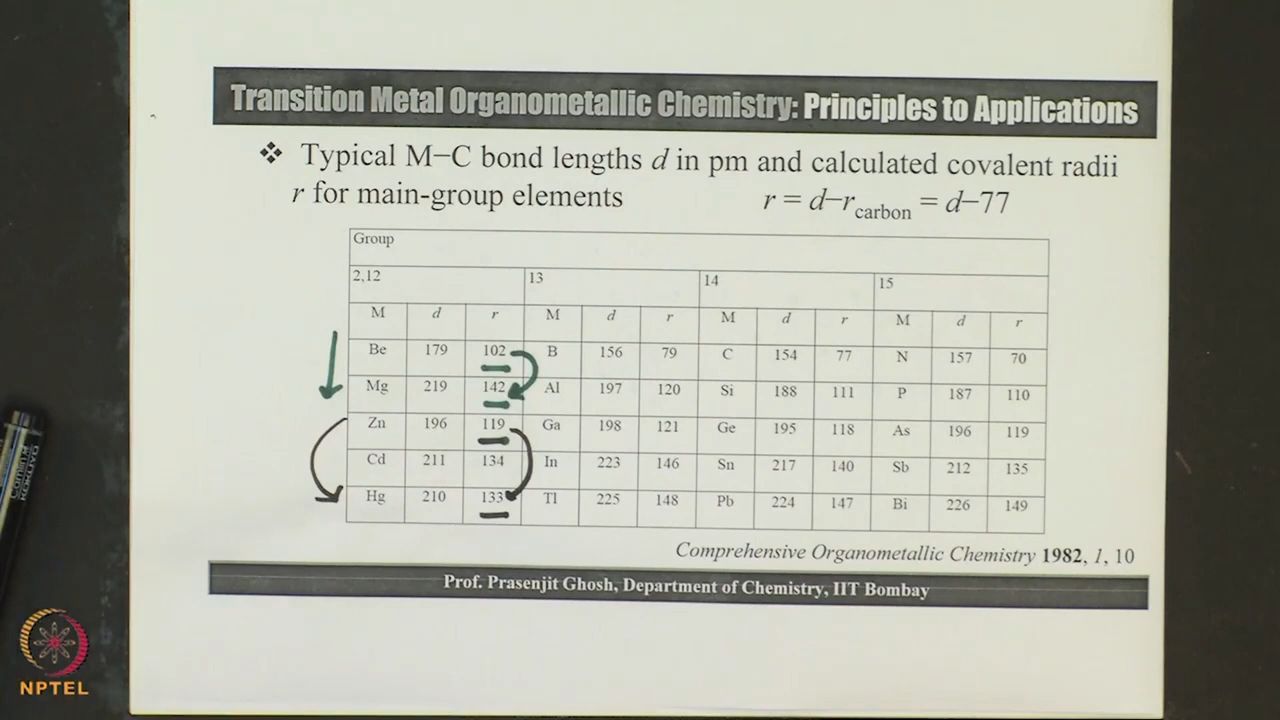 Transition Metal Organometallic Chemistry: Principles to Applications
❖ Typical M−C bond lengths d in pm and calculated covalent radii
r for main-group elements r = d−rcarbon = d−77
Group
2,12 13 14 15
M d r M d r M d r M d r
Be 179 102 B 156 79 C 154 77 N 157 70
Mg 219 142 Al 197 120 Si 188 111 P 187 110
Zn 196 119 Ga 198 121 Ge 195 118 As 196 119
Cd 211 134 In 223 146 Sn 217 140 Sb 212 135
Hg 210 133 Tl 225 148 Pb 224 147 Bi 226 149
Comprehensive Organometallic Chemistry 1982, 1, 10
Prof. Prasenjit Ghosh, Department of Chemistry, IIT Bombay
NPTEL